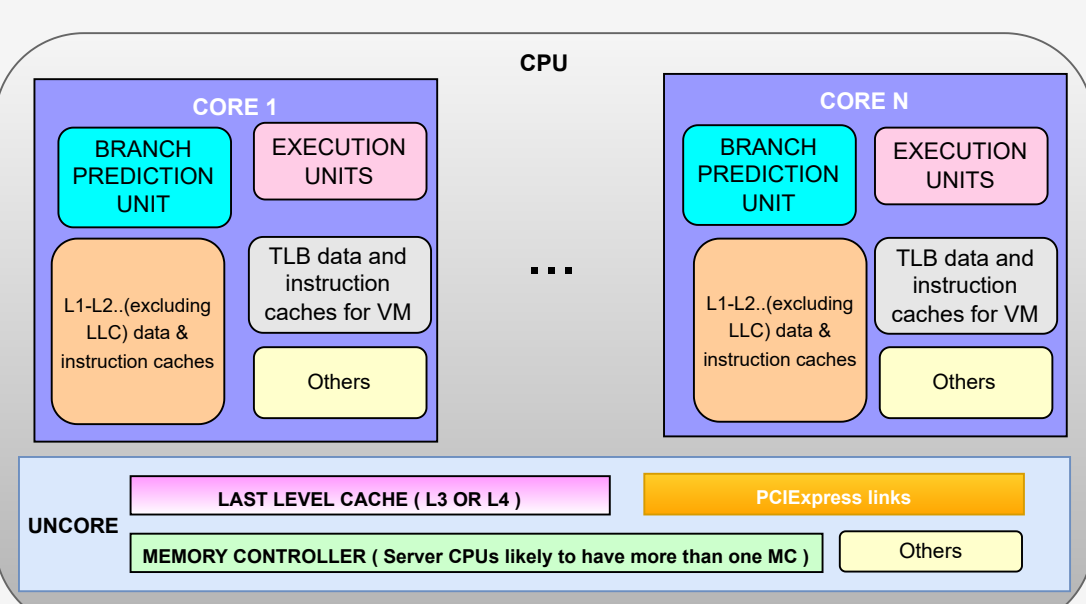 CPU
CORE 1
BRANCH
PREDICTION
UNIT
EXECUTION
UNITS
L1-L2..(excluding
LLC) data &
instruction caches
TLB data and
instruction
caches for VM
Others
...
CORE N
BRANCH
PREDICTION
UNIT
EXECUTION
UNITS
L1-L2..(excluding
LLC) data &
instruction caches
TLB data and
instruction
caches for VM
Others
UNCORE
LAST LEVEL CACHE ( L3 OR L4 )
PCIExpress links
MEMORY CONTROLLER ( Server CPUs likely to have more than one MC )
Others